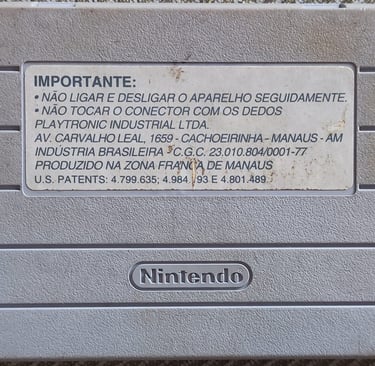 IMPORTANTE:
• NÃO LIGAR E DESLIGAR O APARELHO SEGUIDAMENTE.
• NÃO TOCAR O CONECTOR COM OS DEDOS
PLAYTRONIC INDUSTRIAL LTDA.
AV. CARVALHO LEAL, 1659 - CACHOEIRINHA - MANAUS - AM
INDÚSTRIA BRASILEIRA - C.G.C. 23.010.804/0001-77
PRODUZIDO NA ZONA FRANCA DE MANAUS
U.S. PATENTS: 4.799.635; 4.984. 93 E 4.801.489
Nintendo